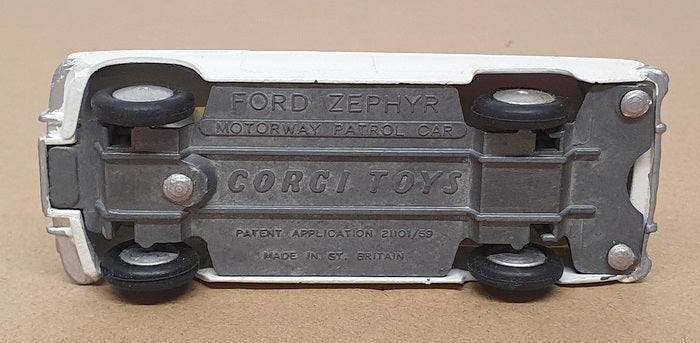 FORD ZEPHYR
MOTORWAY PATROL CAR
CORGI TOYS
PATENT APPLICATION 21101/59
MADE IN GT. BRITAIN